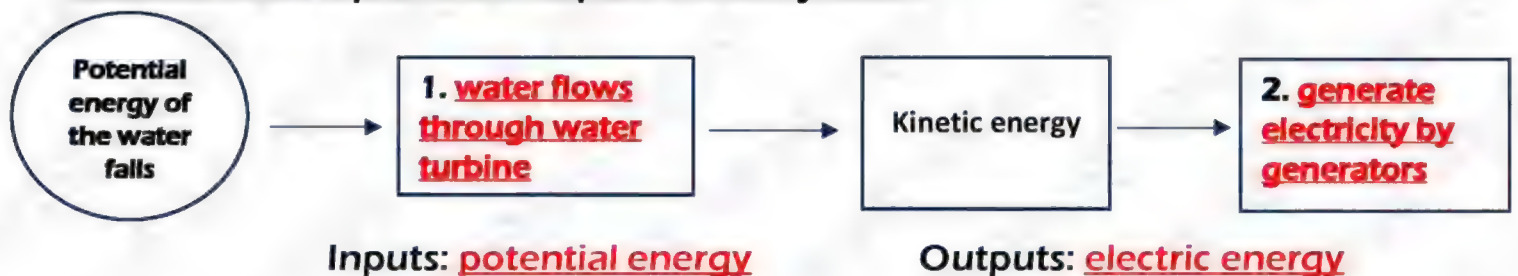 Potential
energy of
the water
falls
1. water flows
through water
turbine
Kinetic energy
2. generate
electricity by
generators
Inputs: potential energy
Outputs: electric energy